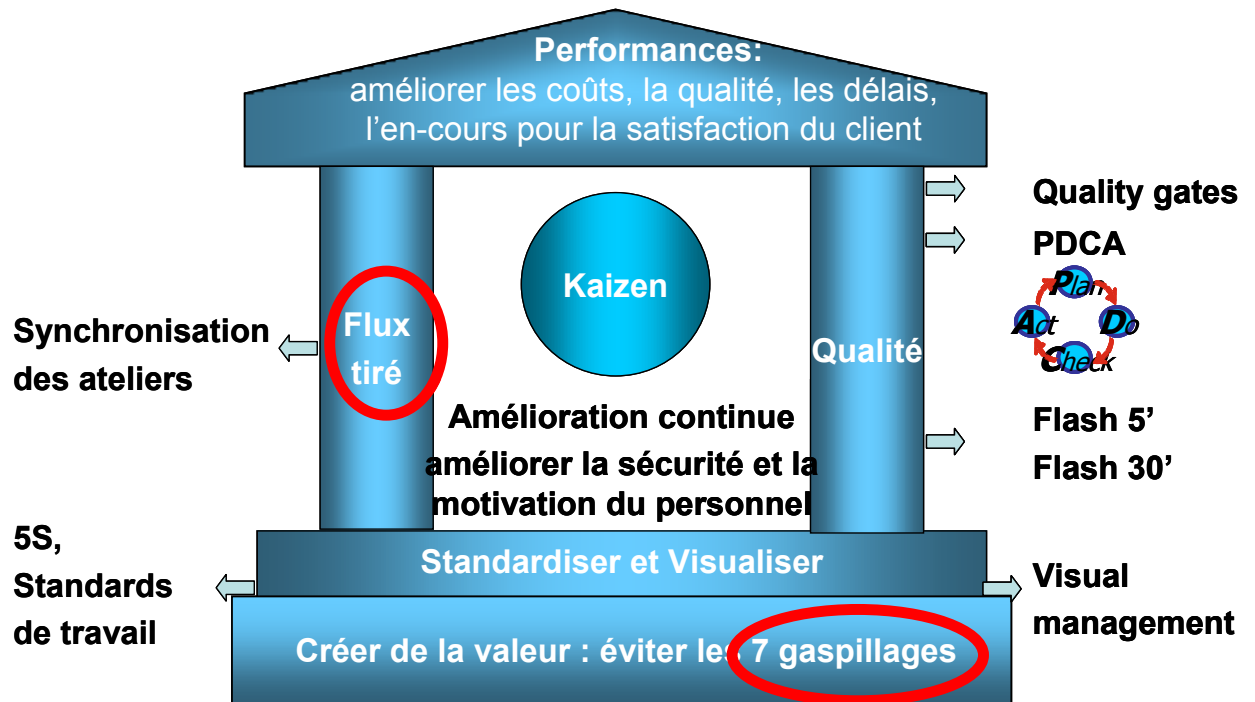 Performances:
améliorer les coûts, la qualité, les délais,
l’en-cours pour la satisfaction du client
Synchronisation
des ateliers
Flux
tiré
Kaizen
Amélioration continue
améliorer la sécurité et la
motivation du personnel
Qualité
Quality gates
PDCA
Plan
Do
Check
Act
Flash 5’
Flash 30’
5S,
Standards
de travail
Standardiser et Visualiser
Visual
management
Créer de la valeur : éviter les 7 gaspillages